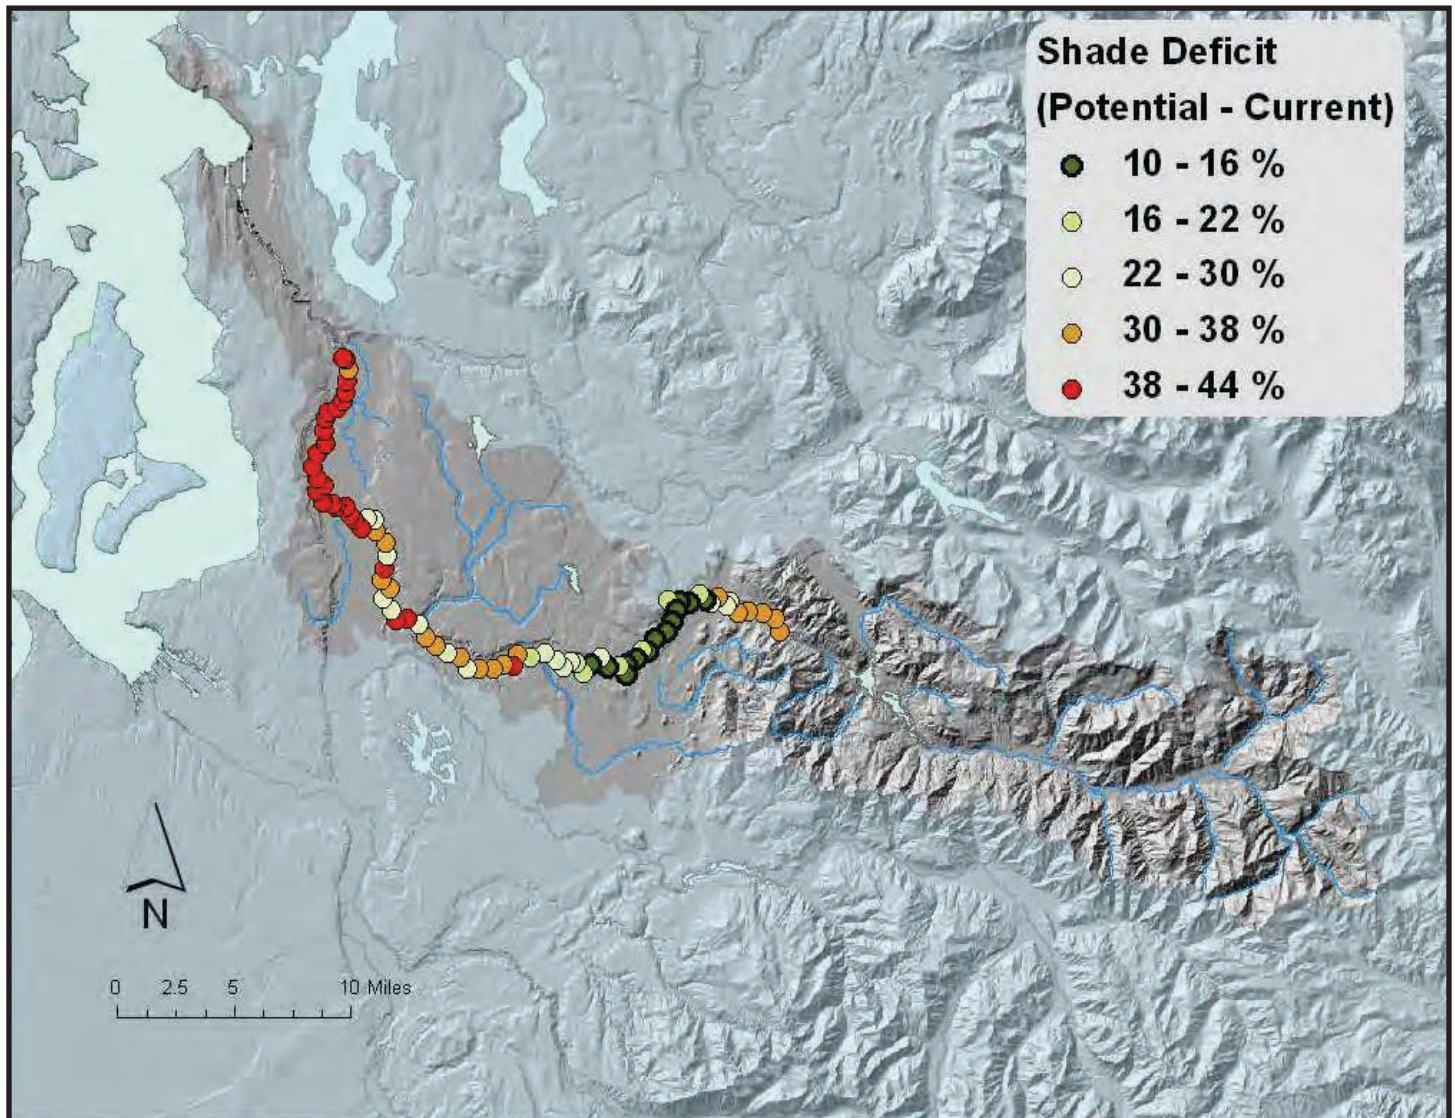 Shade Deficit
(Potential - Current)
10 - 16 %
16 - 22 %
22 - 30 %
30 - 38 %
38 - 44 %
N
0 2.5 5 10 Miles